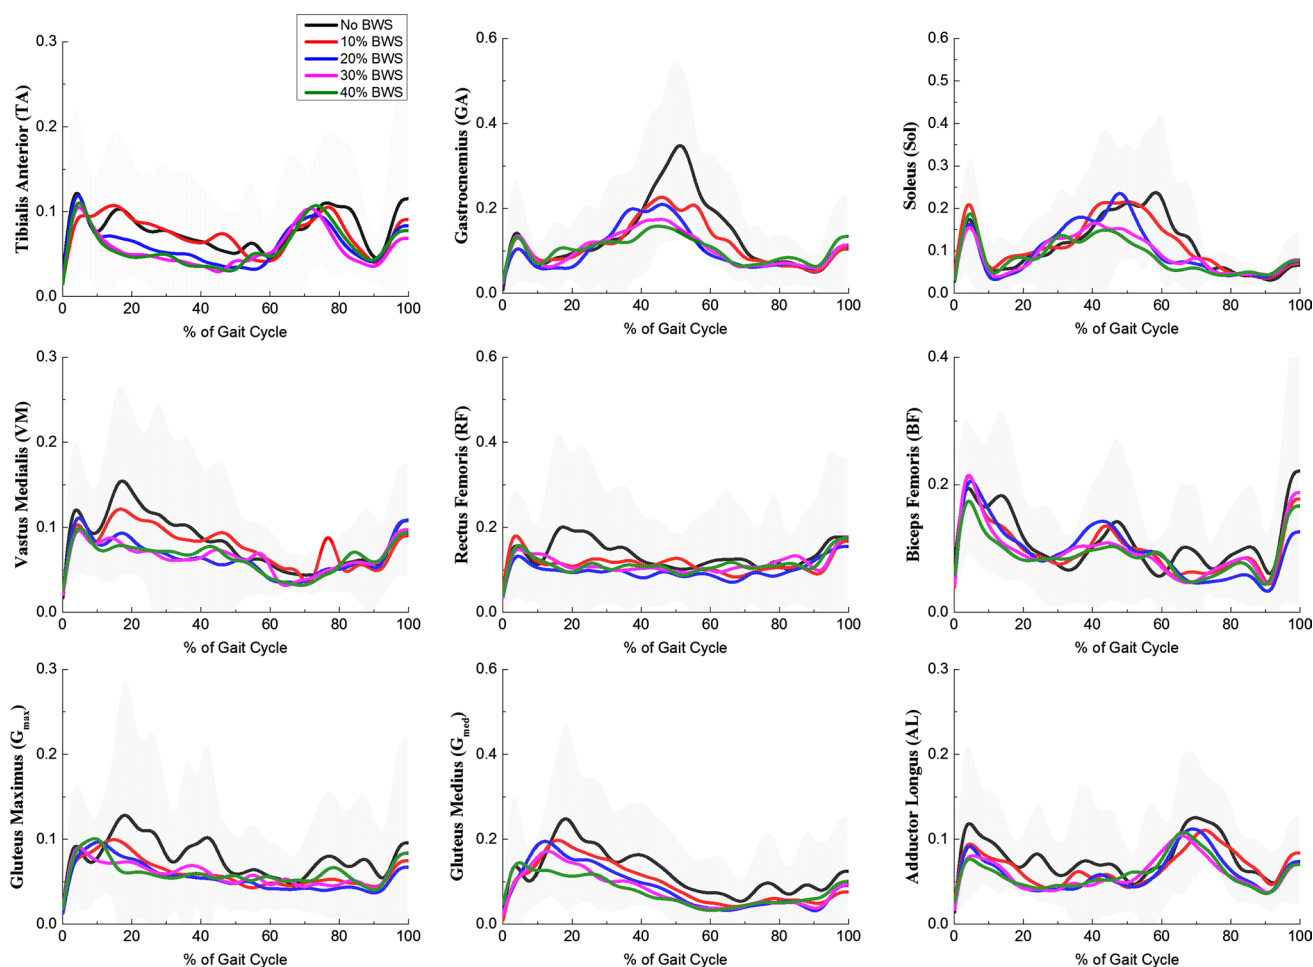 No BWS
10% BWS
20% BWS
30% BWS
40% BWS
Tibialis Anterior (TA)
0.3
0.2
0.1
0.0
0 20 40 60 80 100
% of Gait Cycle
Gastrocnemius (GA)
0.6
0.4
0.2
0.0
0 20 40 60 80 100
% of Gait Cycle
Soleus (Sol)
0.6
0.5
0.4
0.3
0.2
0.1
0.0
0 20 40 60 80 100
% of Gait Cycle
Vastus Medialis (VM)
0.3
0.2
0.1
0.0
0 20 40 60 80 100
% of Gait Cycle
Rectus Femoris (RF)
0.6
0.4
0.2
0.0
0 20 40 60 80 100
% of Gait Cycle
Biceps Femoris (BF)
0.4
0.2
0.0
0 20 40 60 80 100
% of Gait Cycle
Gluteus Maximus (Gmax)
0.3
0.2
0.1
0.0
0 20 40 60 80 100
% of Gait Cycle
Gluteus Medius (Gmed)
0.6
0.4
0.2
0.0
0 20 40 60 80 100
% of Gait Cycle
Adductor Longus (AL)
0.3
0.2
0.1
0.0
0 20 40 60 80 100
% of Gait Cycle